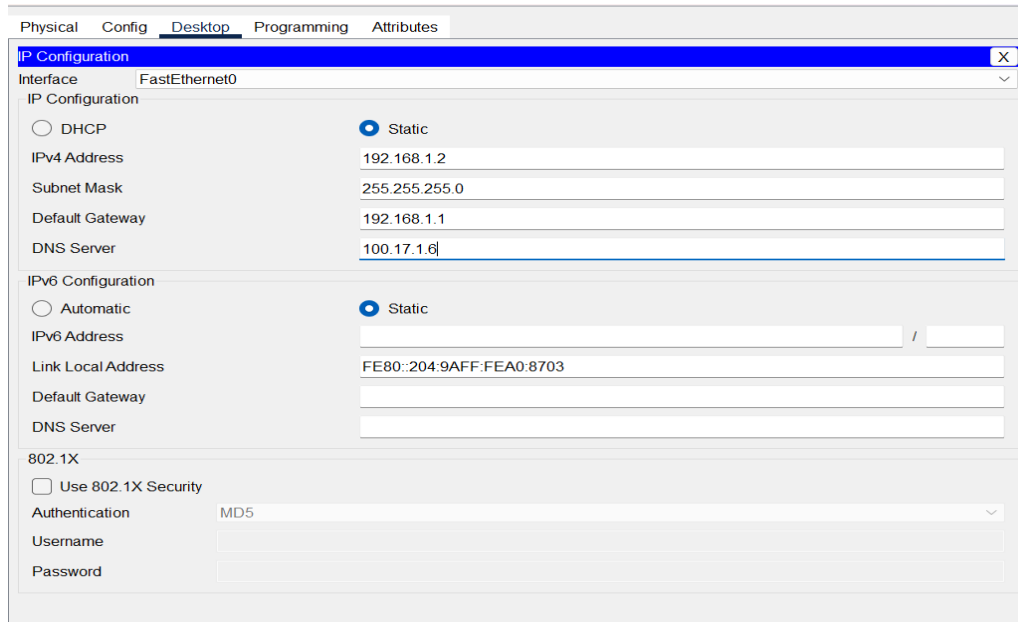 Physical Config Desktop Programming Attributes
IP Configuration X
Interface FastEthernet0
IP Configuration
DHCP Static
IPv4 Address 192.168.1.2
Subnet Mask 255.255.255.0
Default Gateway 192.168.1.1
DNS Server 100.17.1.6
IPv6 Configuration
Automatic Static
IPv6 Address /
Link Local Address FE80::204:9AFF:FEA0:8703
Default Gateway
DNS Server
802.1X
Use 802.1X Security
Authentication MD5
Username
Password